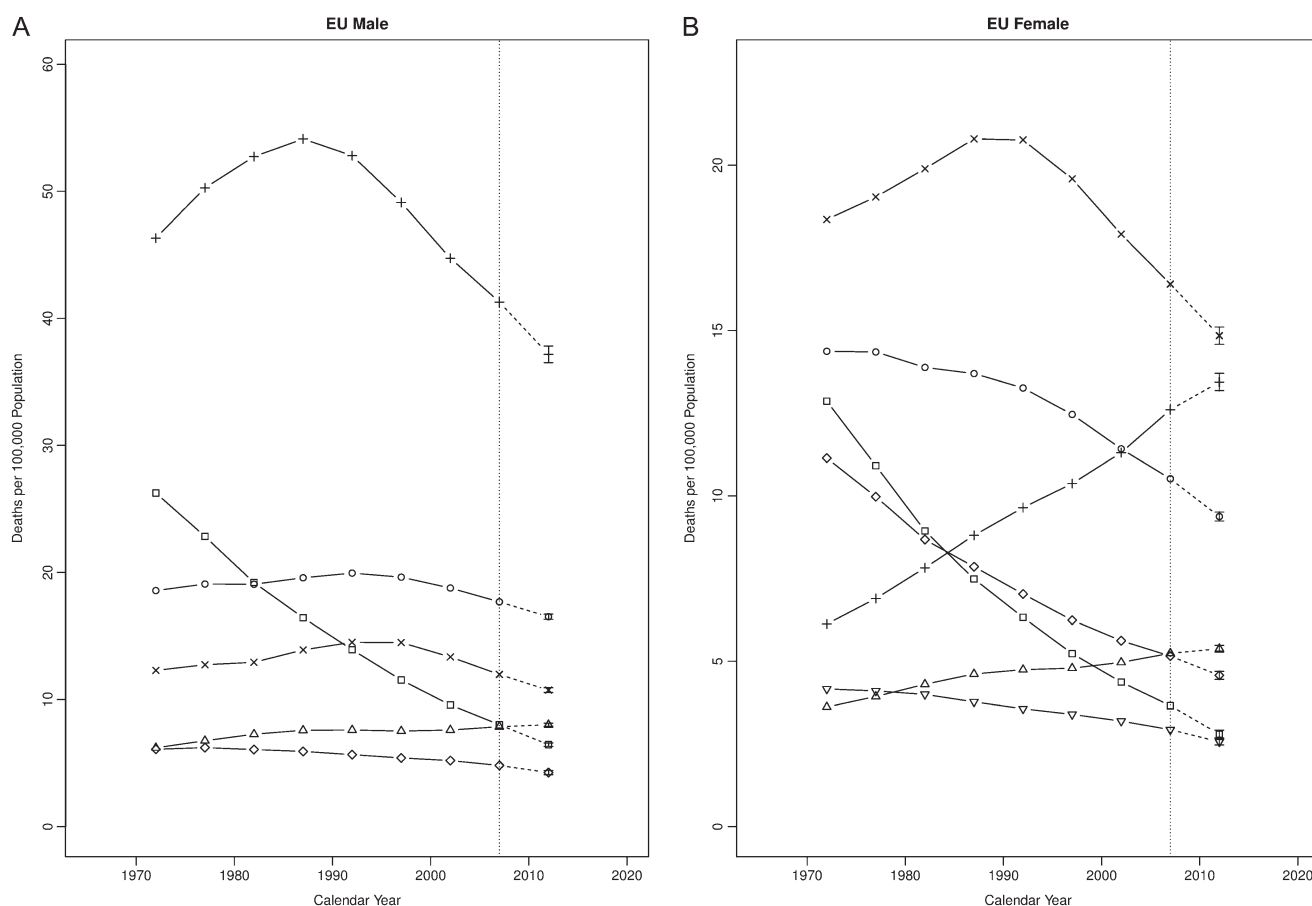 A
EU Male
60
50
40
30
20
10
0
Deaths per 100,000 Population
1970 1980 1990 2000 2010 2020
Calendar Year
B
EU Female
20
15
10
5
0
Deaths per 100,000 Population
1970 1980 1990 2000 2010 2020
Calendar Year